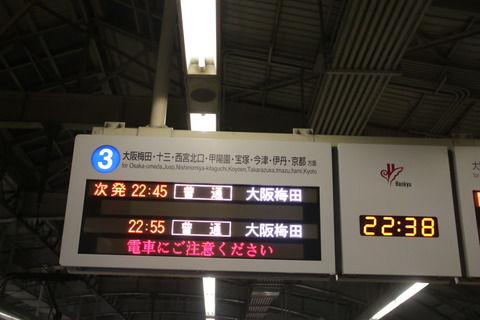 3
大阪梅田・十三・西宮北口・甲陽園・宝塚・今津・伊丹・京都 方面
for Osaka-umeda,Juso,Nishinomiya-kitaguchi,Koyoen,Takarazuka,Imazu,Itami,Kyoto
次発 22:45 普通 大阪梅田
22:55 普通 大阪梅田
電車にご注意ください
Hankyu
22:38